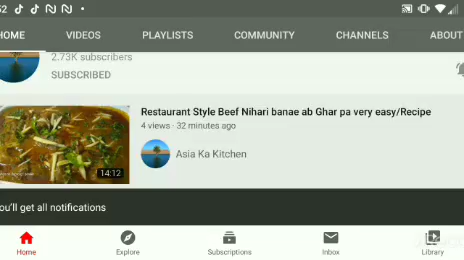 52
HOME VIDEOS PLAYLISTS COMMUNITY CHANNELS ABOUT
2.73K subscribers
SUBSCRIBED
Restaurant Style Beef Nihari banae ab Ghar pa very easy/Recipe
4 views · 32 minutes ago
Asia Ka Kitchen
14:12
You'll get all notifications
Home Explore Subscriptions Inbox Library